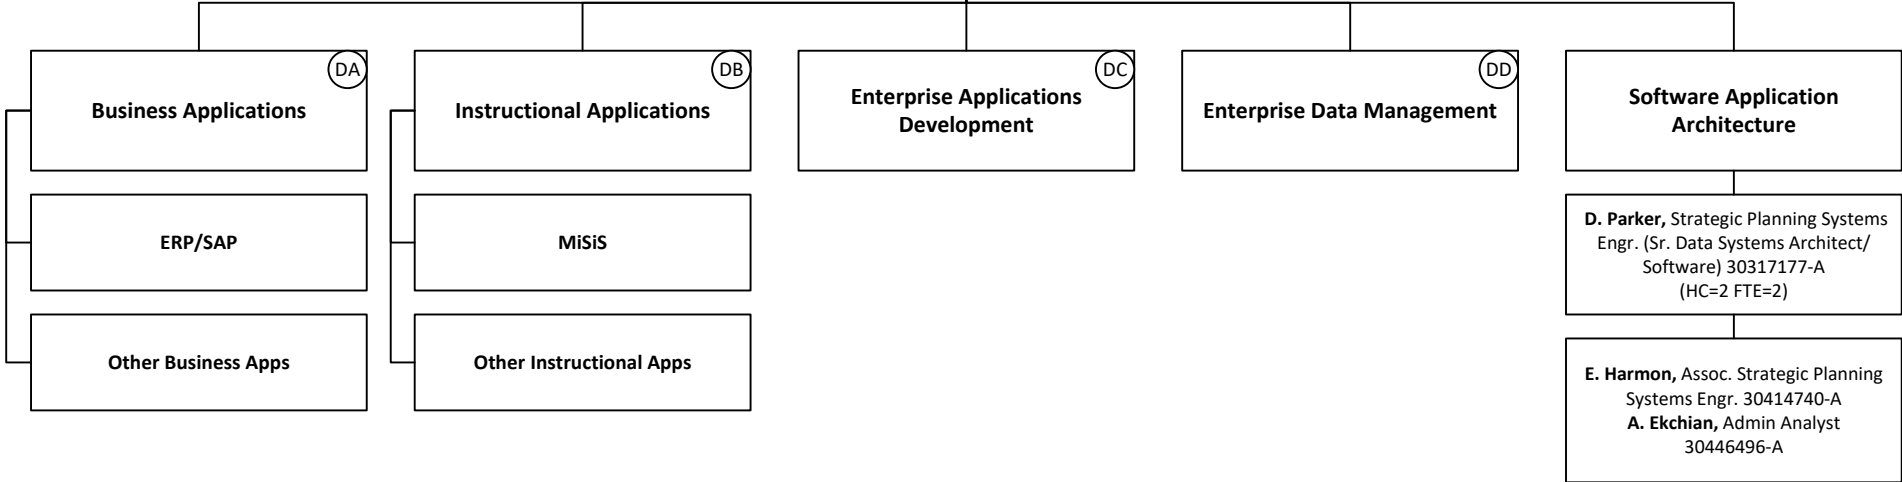 DA
Business Applications
ERP/SAP
Other Business Apps
DB
Instructional Applications
MiSiS
Other Instructional Apps
DC
Enterprise Applications
Development
DD
Enterprise Data Management
Software Application
Architecture
D. Parker, Strategic Planning Systems
Engr. (Sr. Data Systems Architect/
Software) 30317177-A
(HC=2 FTE=2)
E. Harmon, Assoc. Strategic Planning
Systems Engr. 30414740-A
A. Ekchian, Admin Analyst
30446496-A